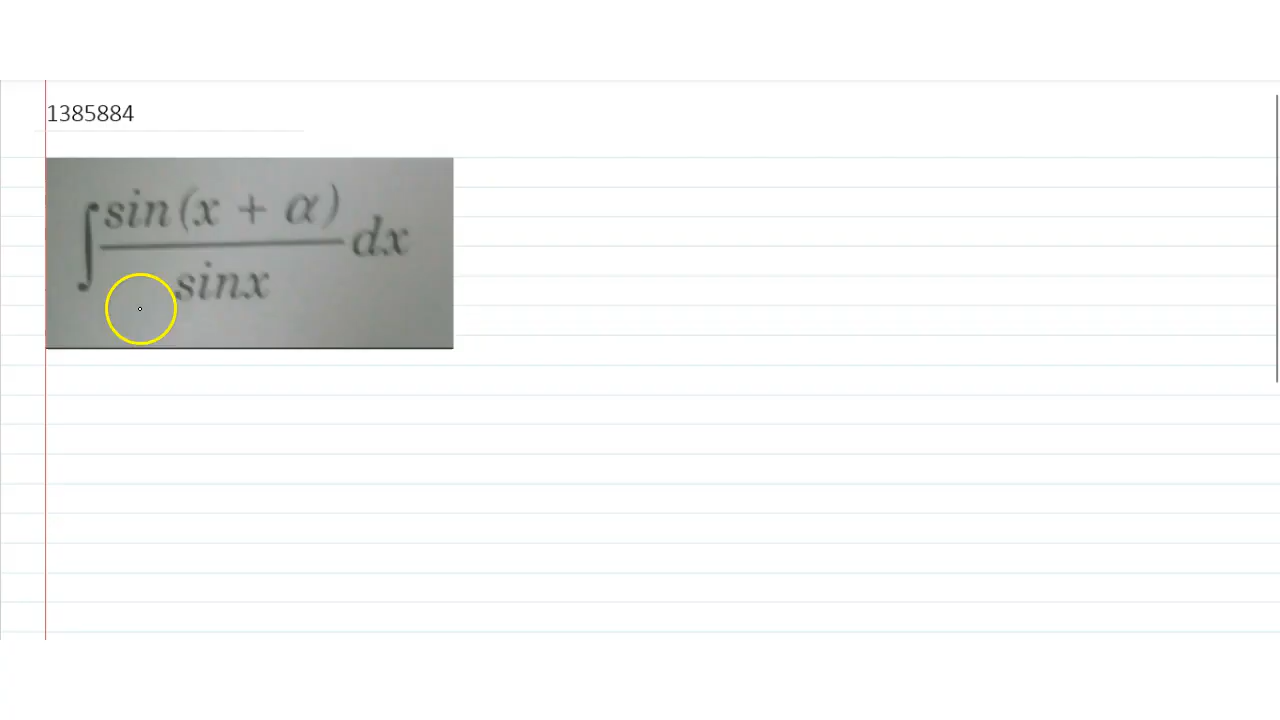 1385884
∫ sin(x + α) / sinx dx